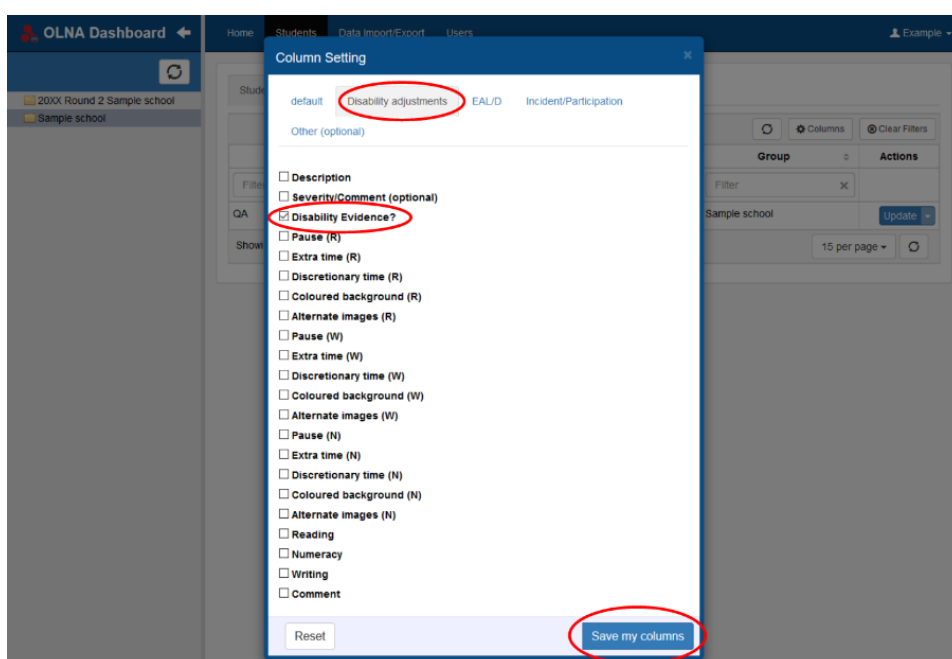 OLNA Dashboard
Home Students Data Import/Export Users Example
Column Setting
20XX Round 2 Sample school
Sample school
default Disability adjustments EAL/D Incident/Participation
Other (optional)
Columns Clear Filters
Group Actions
Filter
QA Sample school Update
15 per page
Description
Severity/Comment (optional)
Disability Evidence?
Pause (R)
Extra time (R)
Discretionary time (R)
Coloured background (R)
Alternate images (R)
Pause (W)
Extra time (W)
Discretionary time (W)
Coloured background (W)
Alternate images (W)
Pause (N)
Extra time (N)
Discretionary time (N)
Coloured background (N)
Alternate images (N)
Reading
Numeracy
Writing
Comment
Reset Save my columns